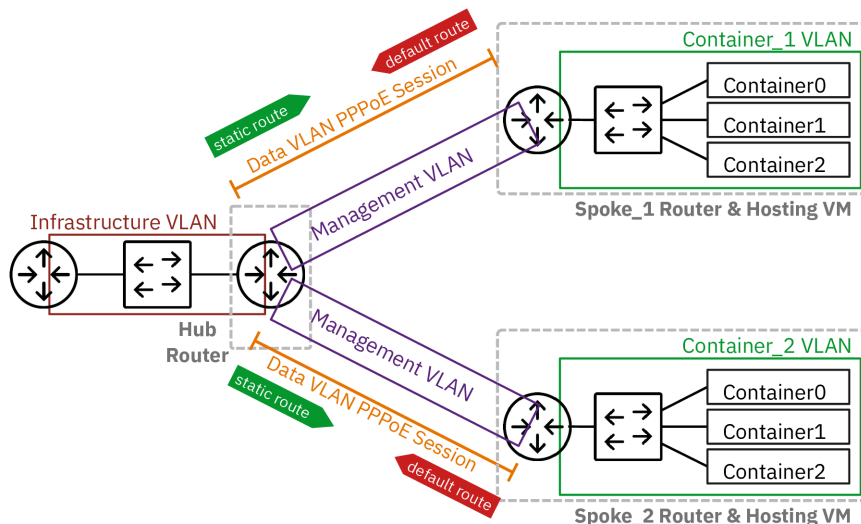 default route
static route
Data VLAN PPPoE Session
Container_1 VLAN
Container0
Container1
Container2
Management VLAN
Spoke_1 Router & Hosting VM
Infrastructure VLAN
Hub
Router
Management VLAN
Data VLAN PPPoE Session
static route
default route
Container_2 VLAN
Container0
Container1
Container2
Spoke_2 Router & Hosting VM